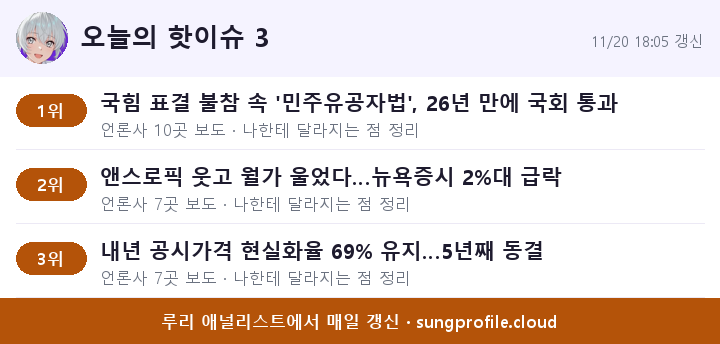 오늘의 핫이슈 3
11/20 18:05 갱신
1위
국힘 표결 불참 속 '민주유공자법', 26년 만에 국회 통과
언론사 10곳 보도 · 나한테 달라지는 점 정리
2위
앤스로픽 웃고 월가 울었다...뉴욕증시 2%대 급락
언론사 7곳 보도 · 나한테 달라지는 점 정리
3위
내년 공시가격 현실화율 69% 유지...5년째 동결
언론사 7곳 보도 · 나한테 달라지는 점 정리
루리 애널리스트에서 매일 갱신 · sungprofile.cloud